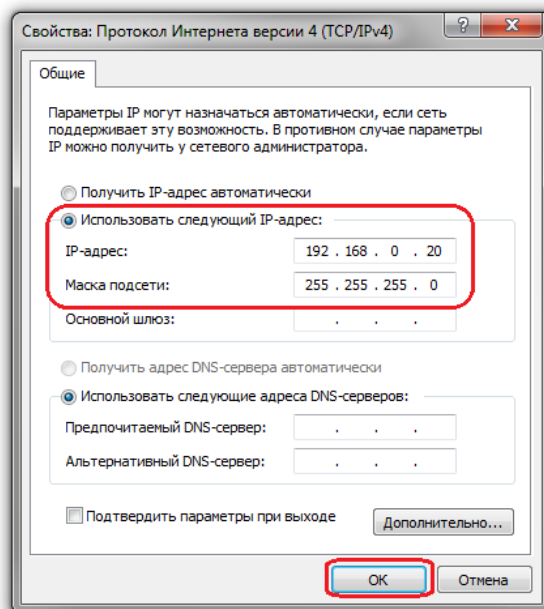 Свойства: Протокол Интернета версии 4 (TCP/IPv4)
Общие
Параметры IP могут назначаться автоматически, если сеть
поддерживает эту возможность. В противном случае параметры
IP можно получить у сетевого администратора.
Получить IP-адрес автоматически
Использовать следующий IP-адрес:
IP-адрес: 192 . 168 . 0 . 20
Маска подсети: 255 . 255 . 255 . 0
Основной шлюз: . . .
Получить адрес DNS-сервера автоматически
Использовать следующие адреса DNS-серверов:
Предпочитаемый DNS-сервер: . . .
Альтернативный DNS-сервер: . . .
Подтвердить параметры при выходе
Дополнительно...
ОК Отмена